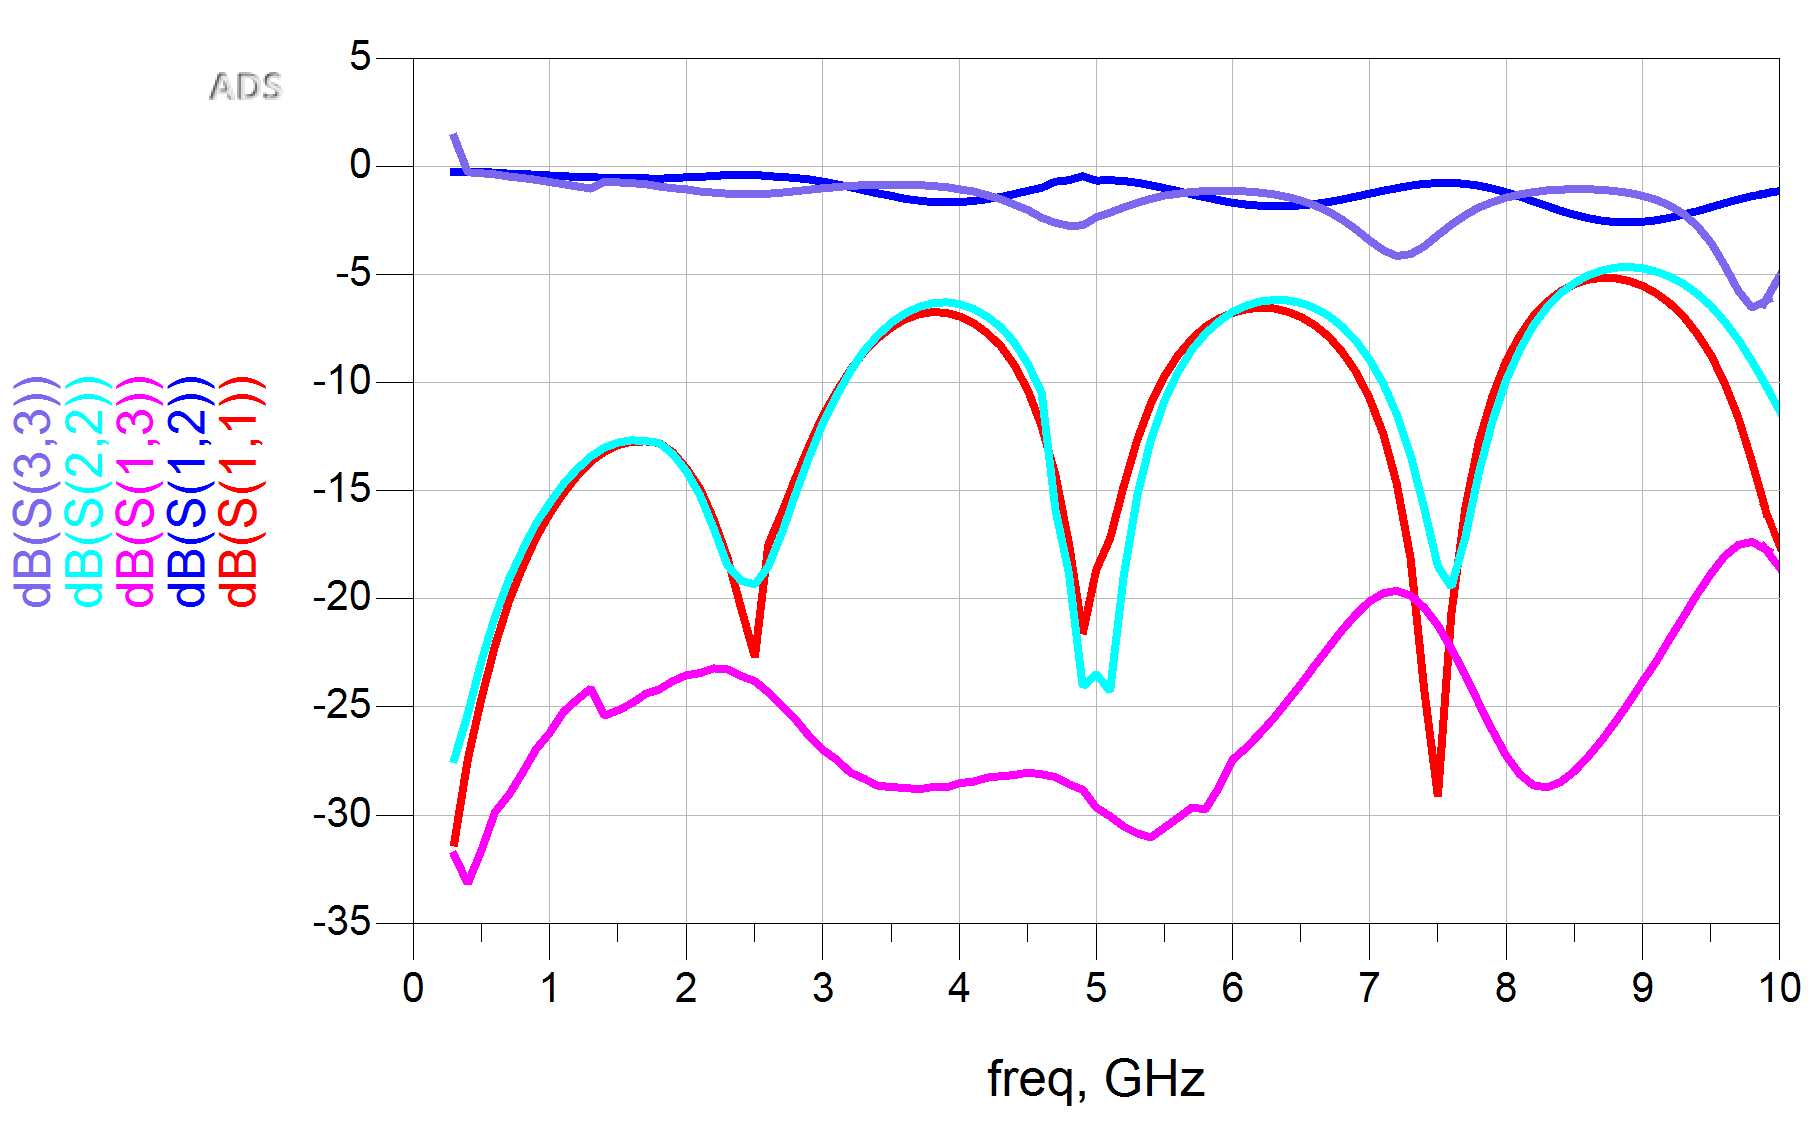 ADS
5
0
-5
-10
-15
-20
-25
-30
-35
0 1 2 3 4 5 6 7 8 9 10
freq, GHz
dB(S(3,3))
dB(S(2,2))
dB(S(1,3))
dB(S(1,2))
dB(S(1,1))